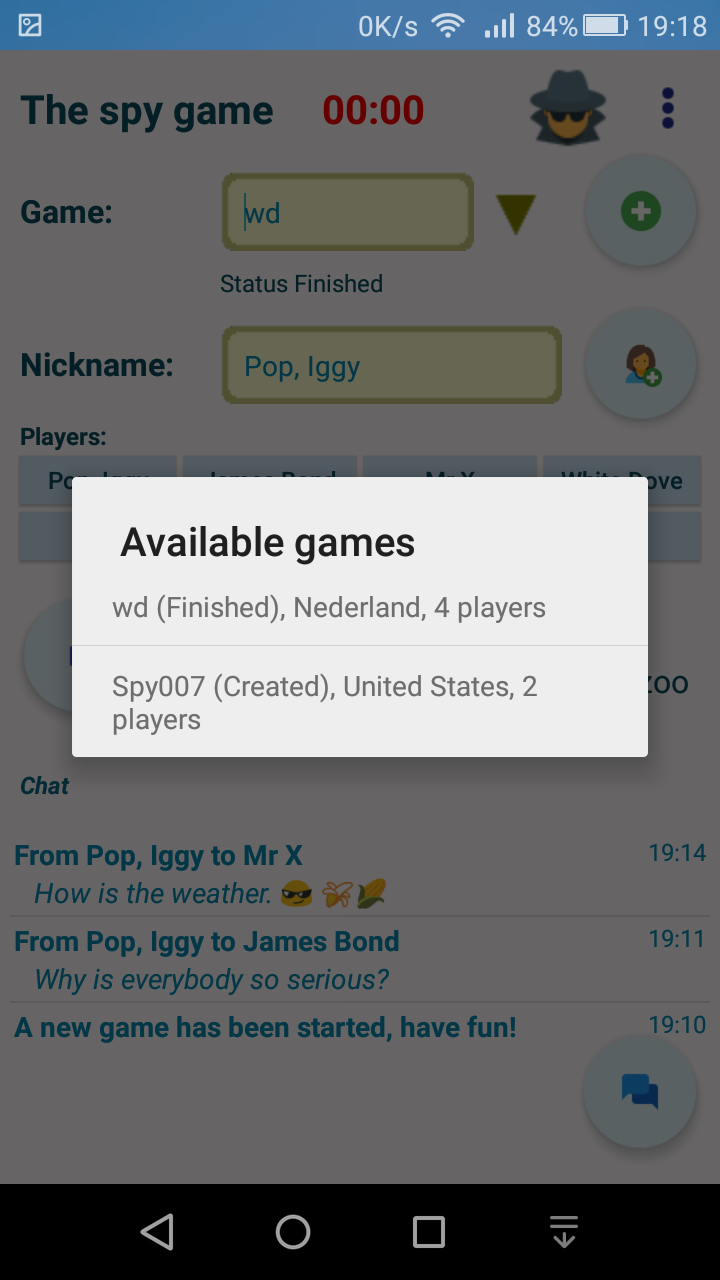 0K/s 84% 19:18
The spy game 00:00
Game: wd
Status Finished
Nickname: Pop, Iggy
Players:
Available games
wd (Finished), Nederland, 4 players
Spy007 (Created), United States, 2
players
zoo
Chat
From Pop, Iggy to Mr X 19:14
How is the weather. 😎 🍌🌽
From Pop, Iggy to James Bond 19:11
Why is everybody so serious?
A new game has been started, have fun! 19:10